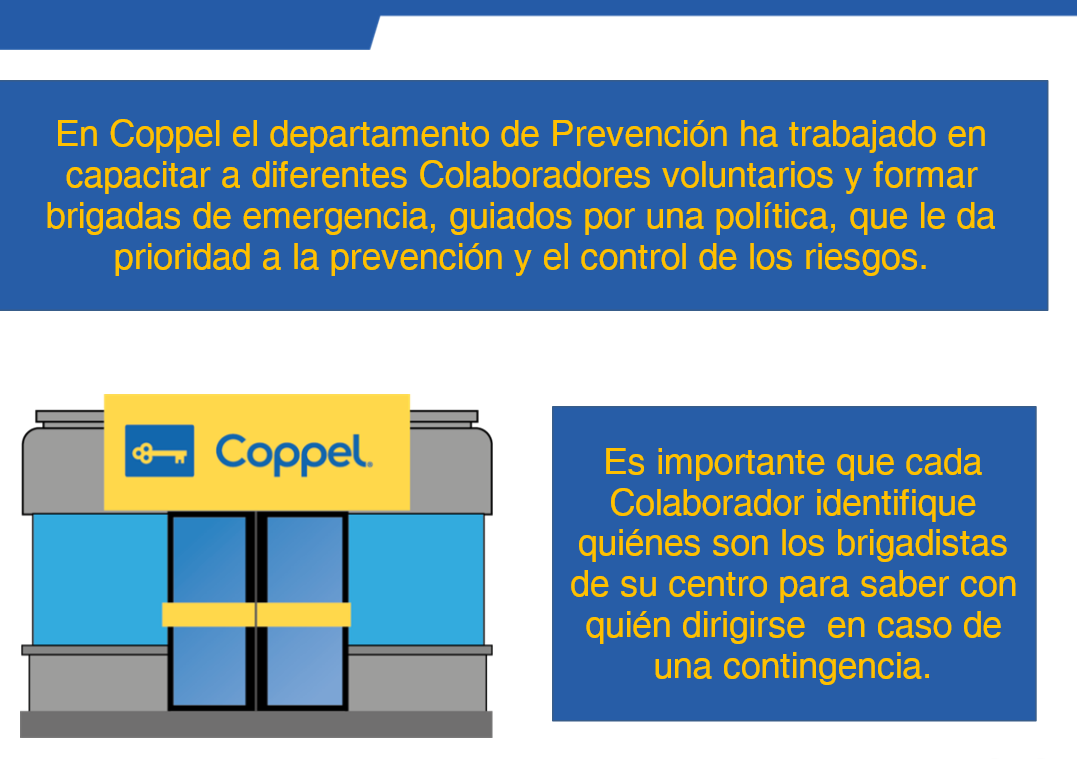 En Coppel el departamento de Prevención ha trabajado en
capacitar a diferentes Colaboradores voluntarios y formar
brigadas de emergencia, guiados por una política, que le da
prioridad a la prevención y el control de los riesgos.
Coppel.
Es importante que cada
Colaborador identifique
quiénes son los brigadistas
de su centro para saber con
quién dirigirse  en caso de
una contingencia.